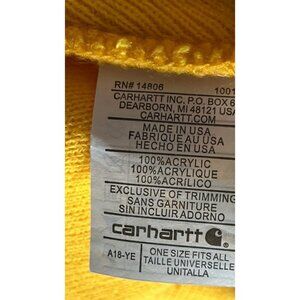 RN# 14806 1001
CARHARTT INC. P.O. BOX 6
DEARBORN, MI 48121 USA
CARHARTT.COM
MADE IN USA
FABRIQUE AU USA
HECHO EN USA
100%ACRYLIC
100%ACRYLIQUE
100%ACRILICO
EXCLUSIVE OF TRIMMING
SANS GARNITURE
SIN INCLUIR ADORNO
carhartt
A18-YE
ONE SIZE FITS ALL
TAILLE UNIVERSELLE
UNITALLA